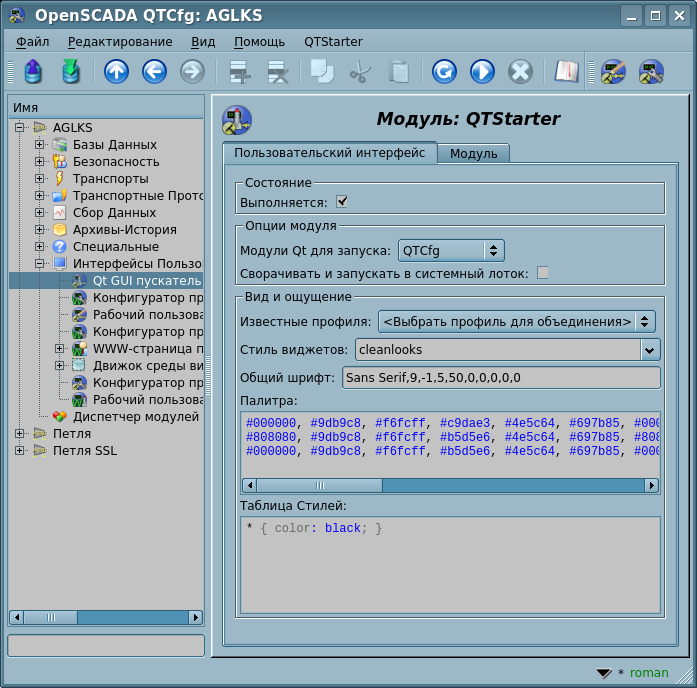 OpenSCADA QTCfg: AGLKS
Файл Редактирование Вид Помощь QTStarter
Имя
AGLKS
Базы Данных
Безопасность
Транспорты
Транспортные Прото
Сбор Данных
Архивы-История
Специальные
Интерфейсы Пользо
Qt GUI пускатель
Конфигуратор пр
Рабочий пользова
Конфигуратор пр
WWW-страница п
Движок среды ви
Конфигуратор пр
Рабочий пользова
Диспетчер модулей
Петля
Петля SSL
Модуль: QTStarter
Пользовательский интерфейс Модуль
Состояние
Выполняется:
Опции модуля
Модули Qt для запуска: QTCfg
Сворачивать и запускать в системный лоток:
Вид и ощущение
Известные профиля: <Выбрать профиль для объединения>
Стиль виджетов: cleanlooks
Общий шрифт: Sans Serif,9,-1,5,50,0,0,0,0,0
Палитра:
#000000, #9db9c8, #f6fcff, #c9dae3, #4e5c64, #697b85, #000
#808080, #9db9c8, #f6fcff, #b5d5e6, #4e5c64, #697b85, #808
#000000, #9db9c8, #f6fcff, #b5d5e6, #4e5c64, #697b85, #000
Таблица Стилей:
* { color: black; }
* roman